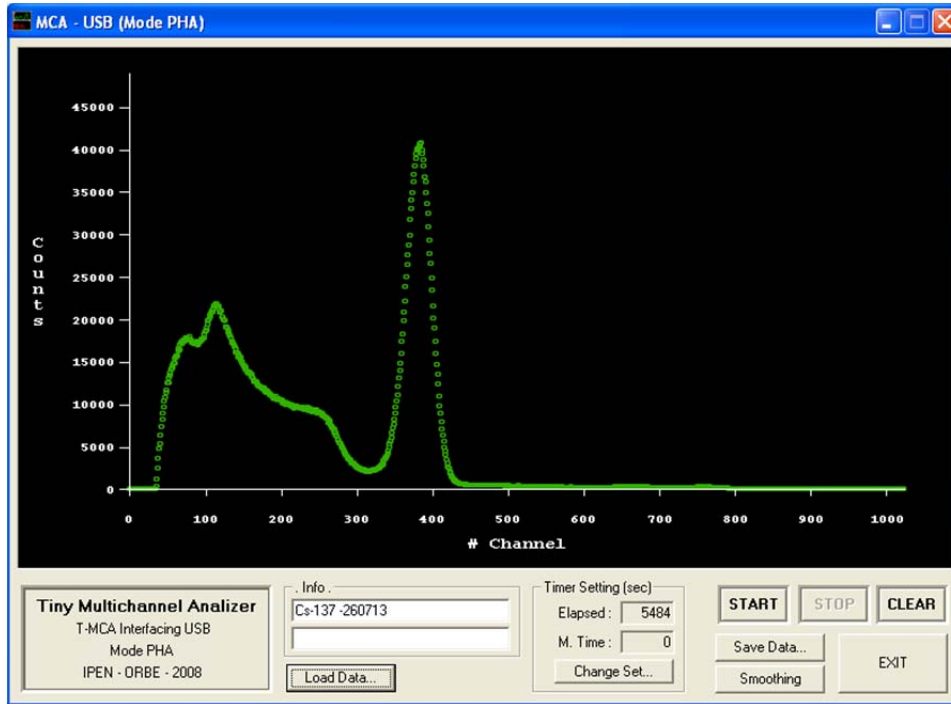 MCA - USB (Mode PHA)
45000
40000
35000
30000
25000
20000
15000
10000
5000
0
Counts
0 100 200 300 400 500 600 700 800 900 1000
# Channel
Tiny Multichannel Analizer
T-MCA Interfacing USB
Mode PHA
IPEN - ORBE - 2008
. Info .
Cs-137 -260713
Load Data...
Timer Setting (sec)
Elapsed : 5484
M. Time : 0
Change Set...
START STOP CLEAR
Save Data...
Smoothing
EXIT